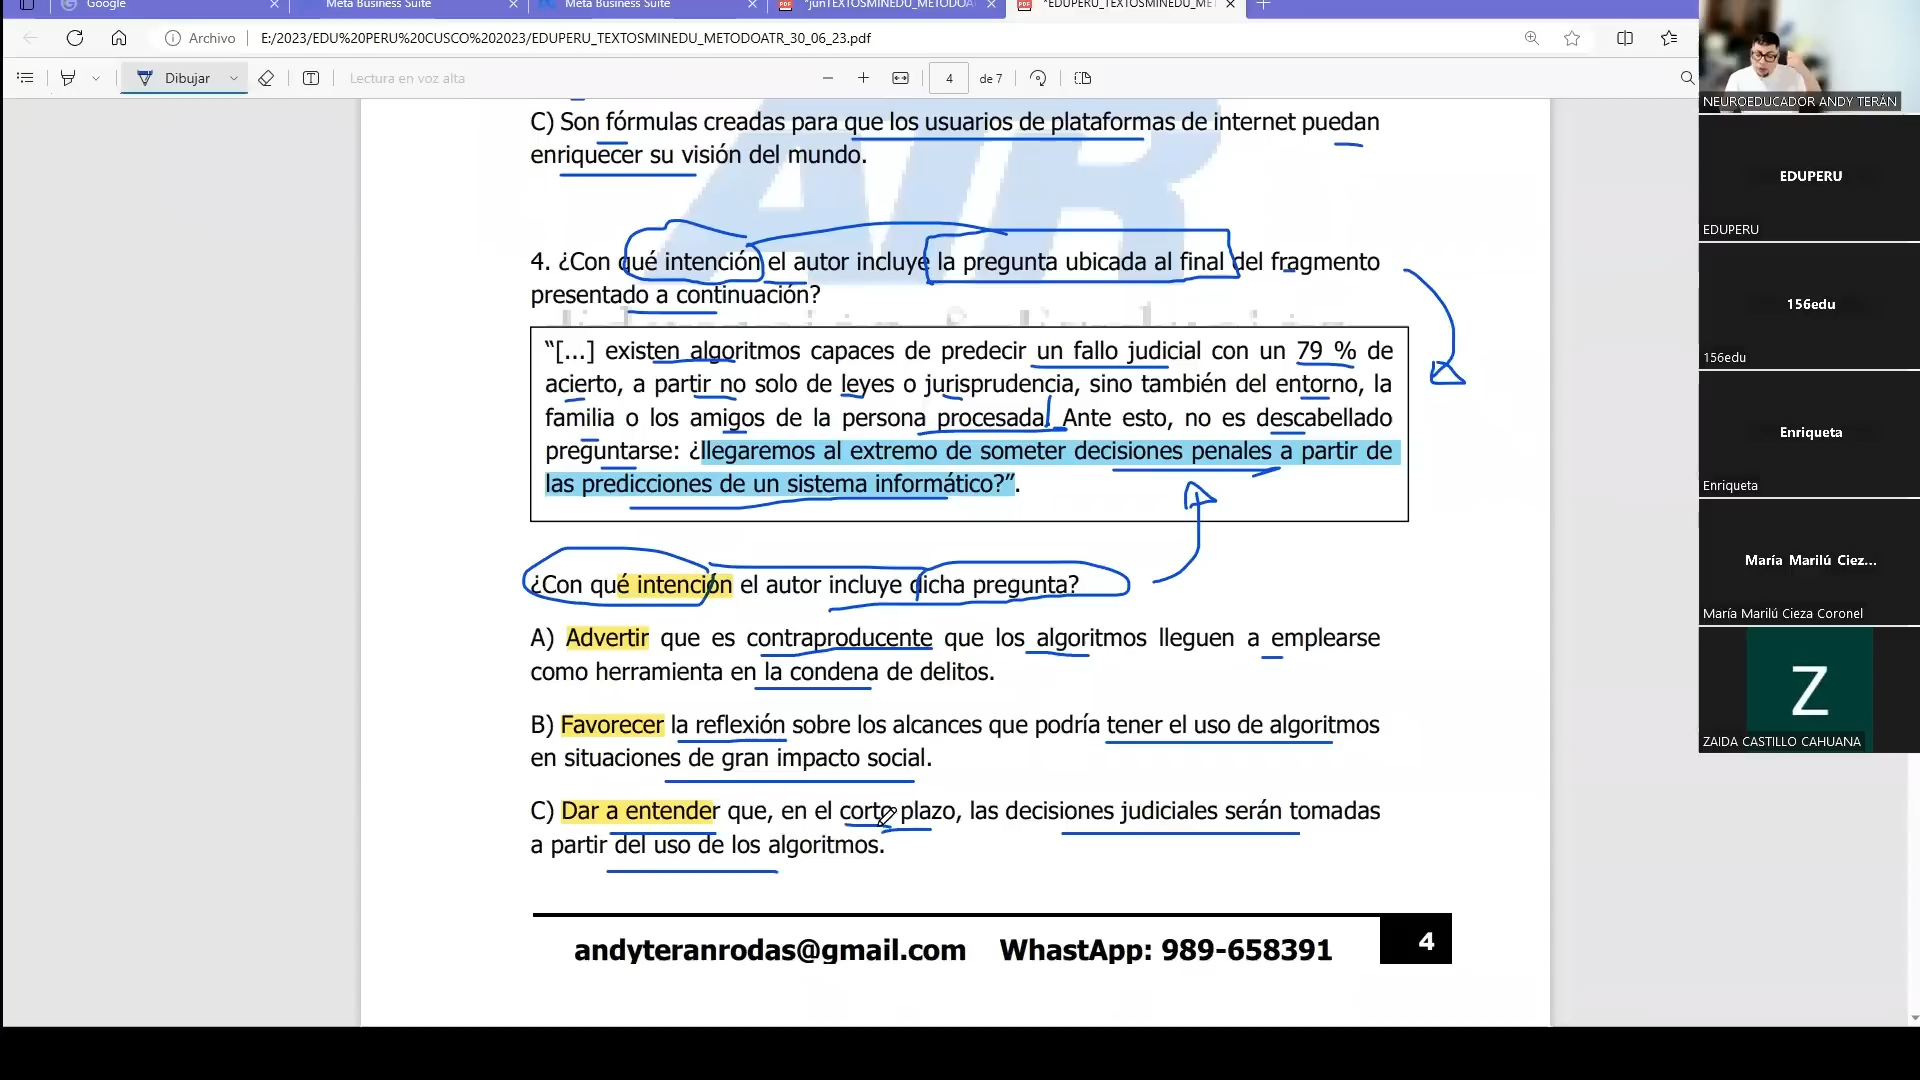 Google
Meta Business Suite
Meta Business Suite
*junTEXTOSMINEDU_METODOA
*EDUPERU_TEXTOSMINEDU_ME
Archivo
E:/2023/EDU%20PERU%20CUSCO%202023/EDUPERU_TEXTOSMINEDU_METODOATR_30_06_23.pdf
Dibujar
Lectura en voz alta
4
de 7
C) Son fórmulas creadas para que los usuarios de plataformas de internet puedan
enriquecer su visión del mundo.
4. ¿Con qué intención el autor incluye la pregunta ubicada al final del fragmento
presentado a continuación?
“[...] existen algoritmos capaces de predecir un fallo judicial con un 79 % de
acierto, a partir no solo de leyes o jurisprudencia, sino también del entorno, la
familia o los amigos de la persona procesada. Ante esto, no es descabellado
preguntarse: ¿llegaremos al extremo de someter decisiones penales a partir de
las predicciones de un sistema informático?”.
¿Con qué intención el autor incluye dicha pregunta?
A) Advertir que es contraproducente que los algoritmos lleguen a emplearse
como herramienta en la condena de delitos.
B) Favorecer la reflexión sobre los alcances que podría tener el uso de algoritmos
en situaciones de gran impacto social.
C) Dar a entender que, en el corto plazo, las decisiones judiciales serán tomadas
a partir del uso de los algoritmos.
andyteranrodas@gmail.com WhastApp: 989-658391
4
NEUROEDUCADOR ANDY TERÁN
EDUPERU
EDUPERU
156edu
156edu
Enriqueta
Enriqueta
María Marilú Ciez...
María Marilú Cieza Coronel
Z
ZAIDA CASTILLO CAHUANA